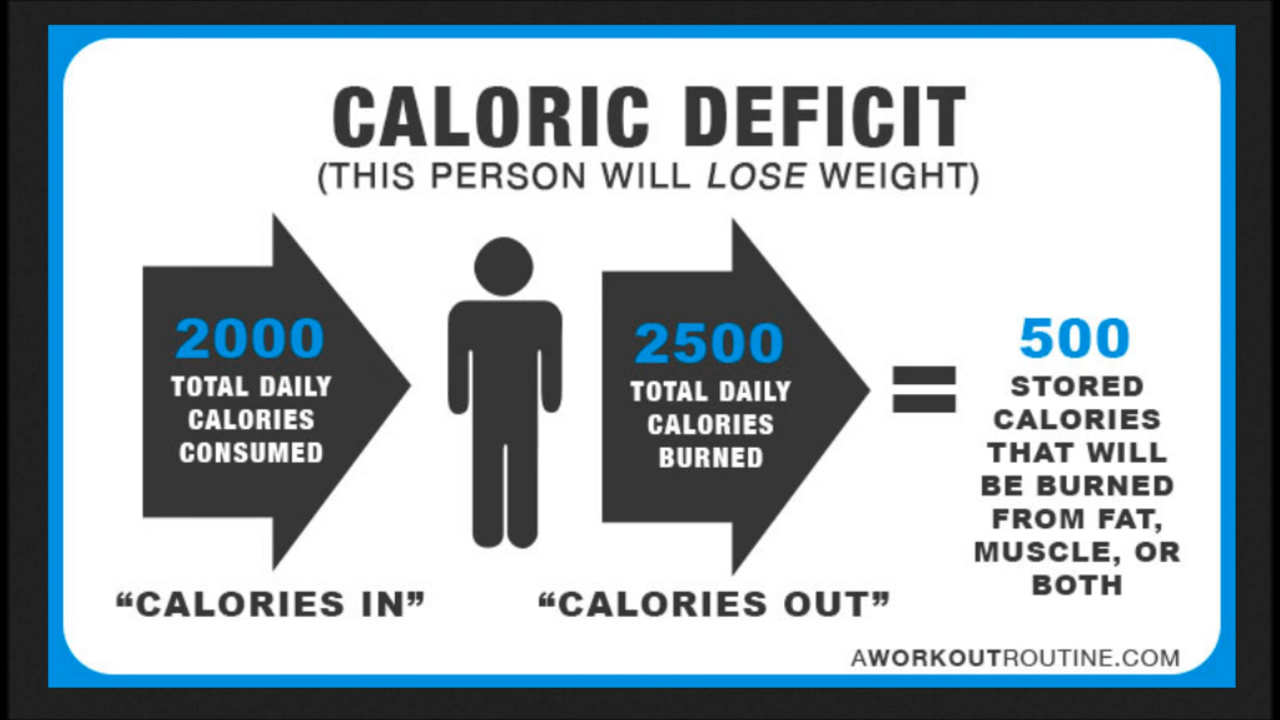 CALORIC DEFICIT
(THIS PERSON WILL LOSE WEIGHT)
2000
TOTAL DAILY
CALORIES
CONSUMED
"CALORIES IN"
2500
TOTAL DAILY
CALORIES
BURNED
"CALORIES OUT"
=
500
STORED
CALORIES
THAT WILL
BE BURNED
FROM FAT,
MUSCLE, OR
BOTH
AWORKOUTROUTINE.COM